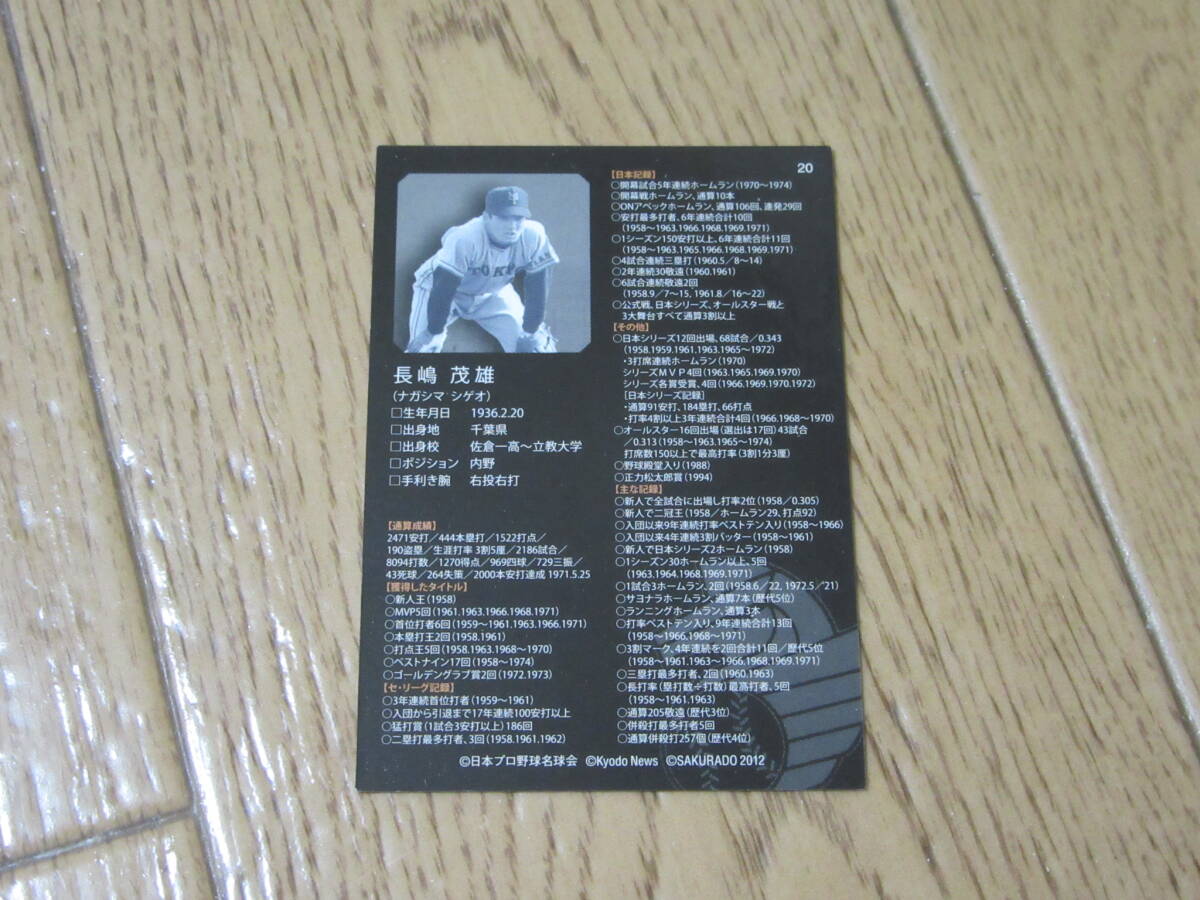 20
TOKYO
長嶋 茂雄
(ナガシマ シゲオ)
□生年月日 1936.2.20
□出身地 千葉県
□出身校 佐倉一高～立教大学
□ポジション 内野
□手利き腕 右投右打
【通算成績】
2471安打/444本塁打/1522打点/
190盗塁/生涯打率 3割5厘/2186試合/
8094打数/1270得点/969四球/729三振/
43死球/264失策/2000本安打達成 1971.5.25
【獲得したタイトル】
○新人王(1958)
○MVP5回(1961.1963.1966.1968.1971)
○首位打者6回(1959～1961.1963.1966.1971)
○本塁打王2回(1958.1961)
○打点王5回(1958.1963.1968～1970)
○ベストナイン17回(1958～1974)
○ゴールデングラブ賞2回(1972.1973)
【セ・リーグ記録】
○3年連続首位打者(1959～1961)
○入団から引退まで17年連続100安打以上
○猛打賞(1試合3安打以上)186回
○二塁打最多打者、3回(1958.1961.1962)
【日本記録】
○開幕試合5年連続ホームラン(1970～1974)
○開幕戦ホームラン、通算10本
○ONアベックホームラン、通算106回、連発29回
○安打最多打者、6年連続合計10回
(1958～1963.1966.1968.1969.1971)
○1シーズン150安打以上、6年連続合計11回
(1958～1963.1965.1966.1968.1969.1971)
○4試合連続三塁打(1960.5/8～14)
○2年連続30敬遠(1960.1961)
○6試合連続敬遠2回
(1958.9/7～15, 1961.8/16～22)
○公式戦、日本シリーズ、オールスター戦と
3大舞台すべて通算3割以上
【その他】
○日本シリーズ12回出場、68試合/0.343
(1958.1959.1961.1963.1965～1972)
・3打席連続ホームラン(1970)
シリーズMVP4回(1963.1965.1969.1970)
シリーズ各賞受賞、4回(1966.1969.1970.1972)
[日本シリーズ記録]
・通算91安打、184塁打、66打点
・打率4割以上3年連続合計4回(1966.1968～1970)
○オールスター16回出場(選出は17回)43試合
/0.313(1958～1963.1965～1974)
打席数150以上で最高打率(3割1分3厘)
○野球殿堂入り(1988)
○正力松太郎賞(1994)
【主な記録】
○新人で全試合に出場し打率2位(1958/0.305)
○新人で二冠王(1958/ホームラン29、打点92)
○入団以来9年連続打率ベストテン入り(1958～1966)
○入団以来4年連続3割バッター(1958～1961)
○新人で日本シリーズ2ホームラン(1958)
○1シーズン30ホームラン以上、5回
(1963.1964.1968.1969.1971)
○1試合3ホームラン、2回(1958.6/22, 1972.5/21)
○サヨナラホームラン、通算7本(歴代5位)
○ランニングホームラン、通算3本
○打率ベストテン入り、9年連続合計13回
(1958～1966.1968～1971)
○3割マーク、4年連続を2回合計11回/歴代5位
(1958～1961.1963～1966.1968.1969.1971)
○三塁打最多打者、2回(1960.1963)
○長打率(塁打数÷打数)最高打者、5回
(1958～1961.1963)
○通算205敬遠(歴代3位)
○併殺打最多打者5回
○通算併殺打257個(歴代4位)
©日本プロ野球名球会 ©Kyodo News ©SAKURADO 2012